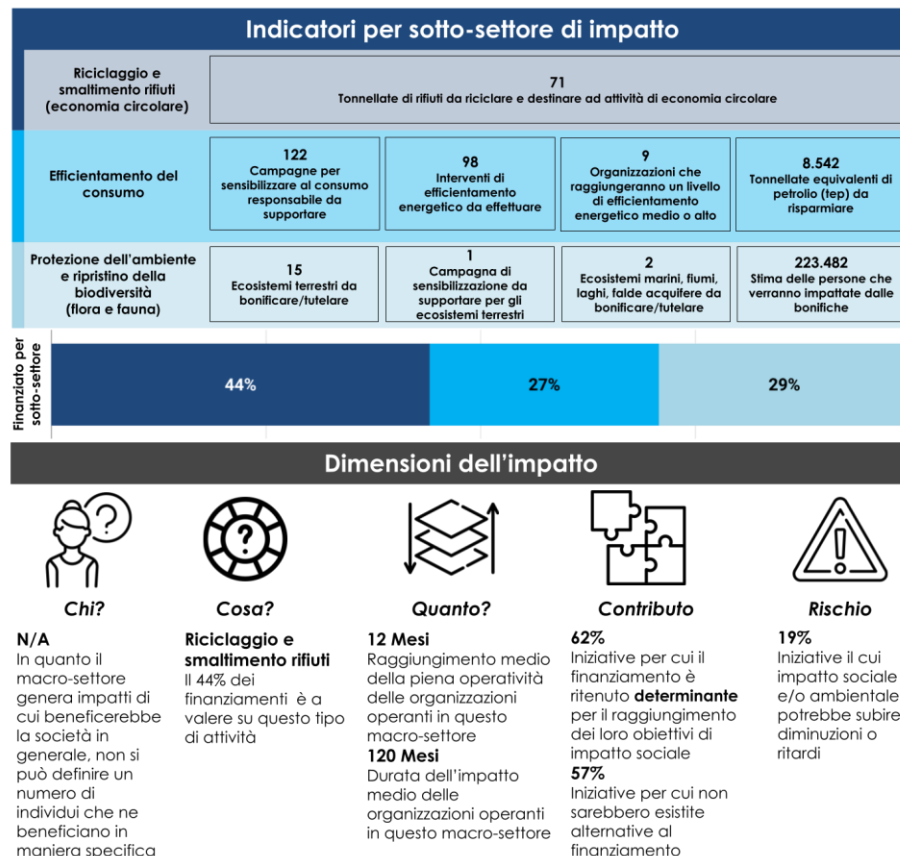 Indicatori per sotto-settore di impatto
Riciclaggio e
smaltimento rifiuti
(economia circolare)
71
Tonnellate di rifiuti da riciclare e destinare ad attività di economia circolare
Efficientamento del
consumo
122
Campagne per
sensibilizzare al consumo
responsabile da
supportare
98
Interventi di
efficientamento
energetico da effettuare
9
Organizzazioni che
raggiungeranno un livello
di efficientamento
energetico medio o alto
8.542
Tonnellate equivalenti di
petrolio (tep) da
risparmiare
Protezione dell'ambiente
e ripristino della
biodiversità
(flora e fauna)
15
Ecosistemi terrestri da
bonificare/tutelare
1
Campagna di
sensibilizzazione da
supportare per gli
ecosistemi terrestri
2
Ecosistemi marini, fiumi,
laghi, falde acquifere da
bonificare/tutelare
223.482
Stima delle persone che
verranno impattate dalle
bonifiche
Finanziato per
sotto-settore
44%
27%
29%
Dimensioni dell'impatto
?
Chi?
N/A
In quanto il
macro-settore
genera impatti di
cui beneficerebbe
la società in
generale, non si
può definire un
numero di
individui che ne
beneficiano in
maniera specifica
?
Cosa?
Riciclaggio e
smaltimento rifiuti
Il 44% dei
finanziamenti è a
valere su questo tipo
di attività
Quanto?
12 Mesi
Raggiungimento medio
della piena operatività
delle organizzazioni
operanti in questo
macro-settore
120 Mesi
Durata dell'impatto
medio delle
organizzazioni operanti
in questo macro-settore
Contributo
62%
Iniziative per cui il
finanziamento è
ritenuto determinante
per il raggiungimento
dei loro obiettivi di
impatto sociale
57%
Iniziative per cui non
sarebbero esistite
alternative al
finanziamento
!
Rischio
19%
Iniziative il cui
impatto sociale
e/o ambientale
potrebbe subire
diminuzioni o
ritardi